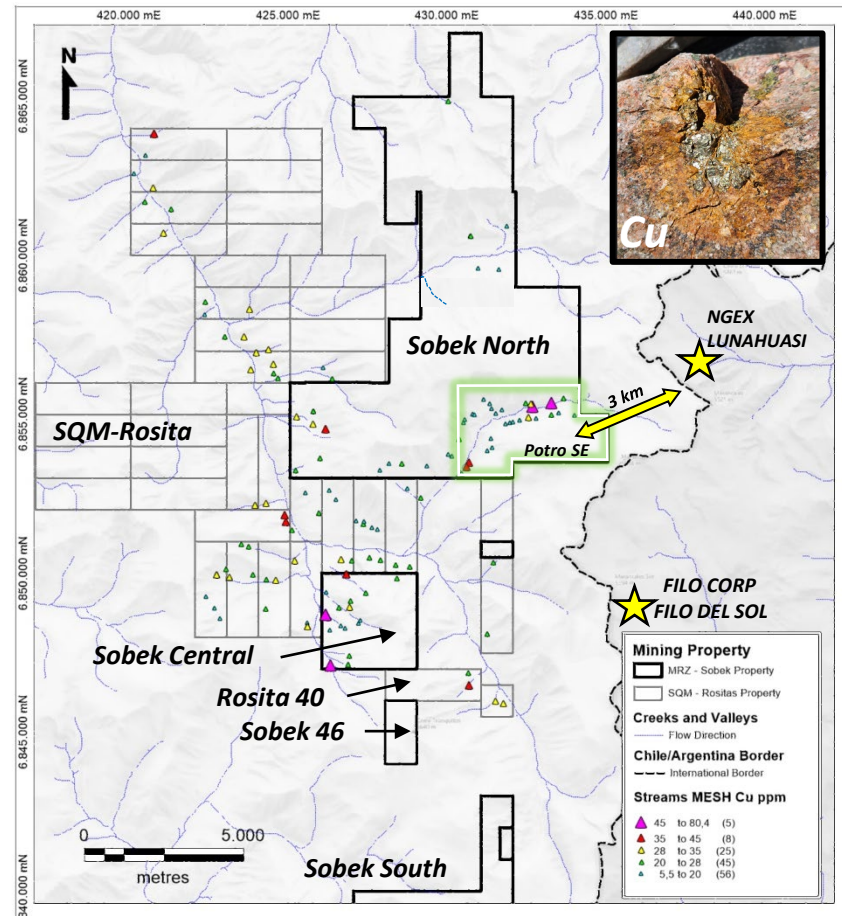 420.000 mE
425.000 mE
430.000 mE
435.000 mE
440.000 mE
6.865.000 mN
6.860.000 mN
6.855.000 mN
6.850.000 mN
6.845.000 mN
6.840.000 mN
N
Cu
NGEX
LUNAHUASI
Sobek North
3 km
SQM-Rosita
Potro SE
FILO CORP
FILO DEL SOL
Sobek Central
Rosita 40
Sobek 46
Sobek South
0
5.000
metres
Mining Property
MRZ - Sobek Property
SQM - Rositas Property
Creeks and Valleys
Flow Direction
Chile/Argentina Border
International Border
Streams MESH Cu ppm
45 to 80,4 (5)
35 to 45 (8)
28 to 35 (25)
20 to 28 (45)
5,5 to 20 (56)